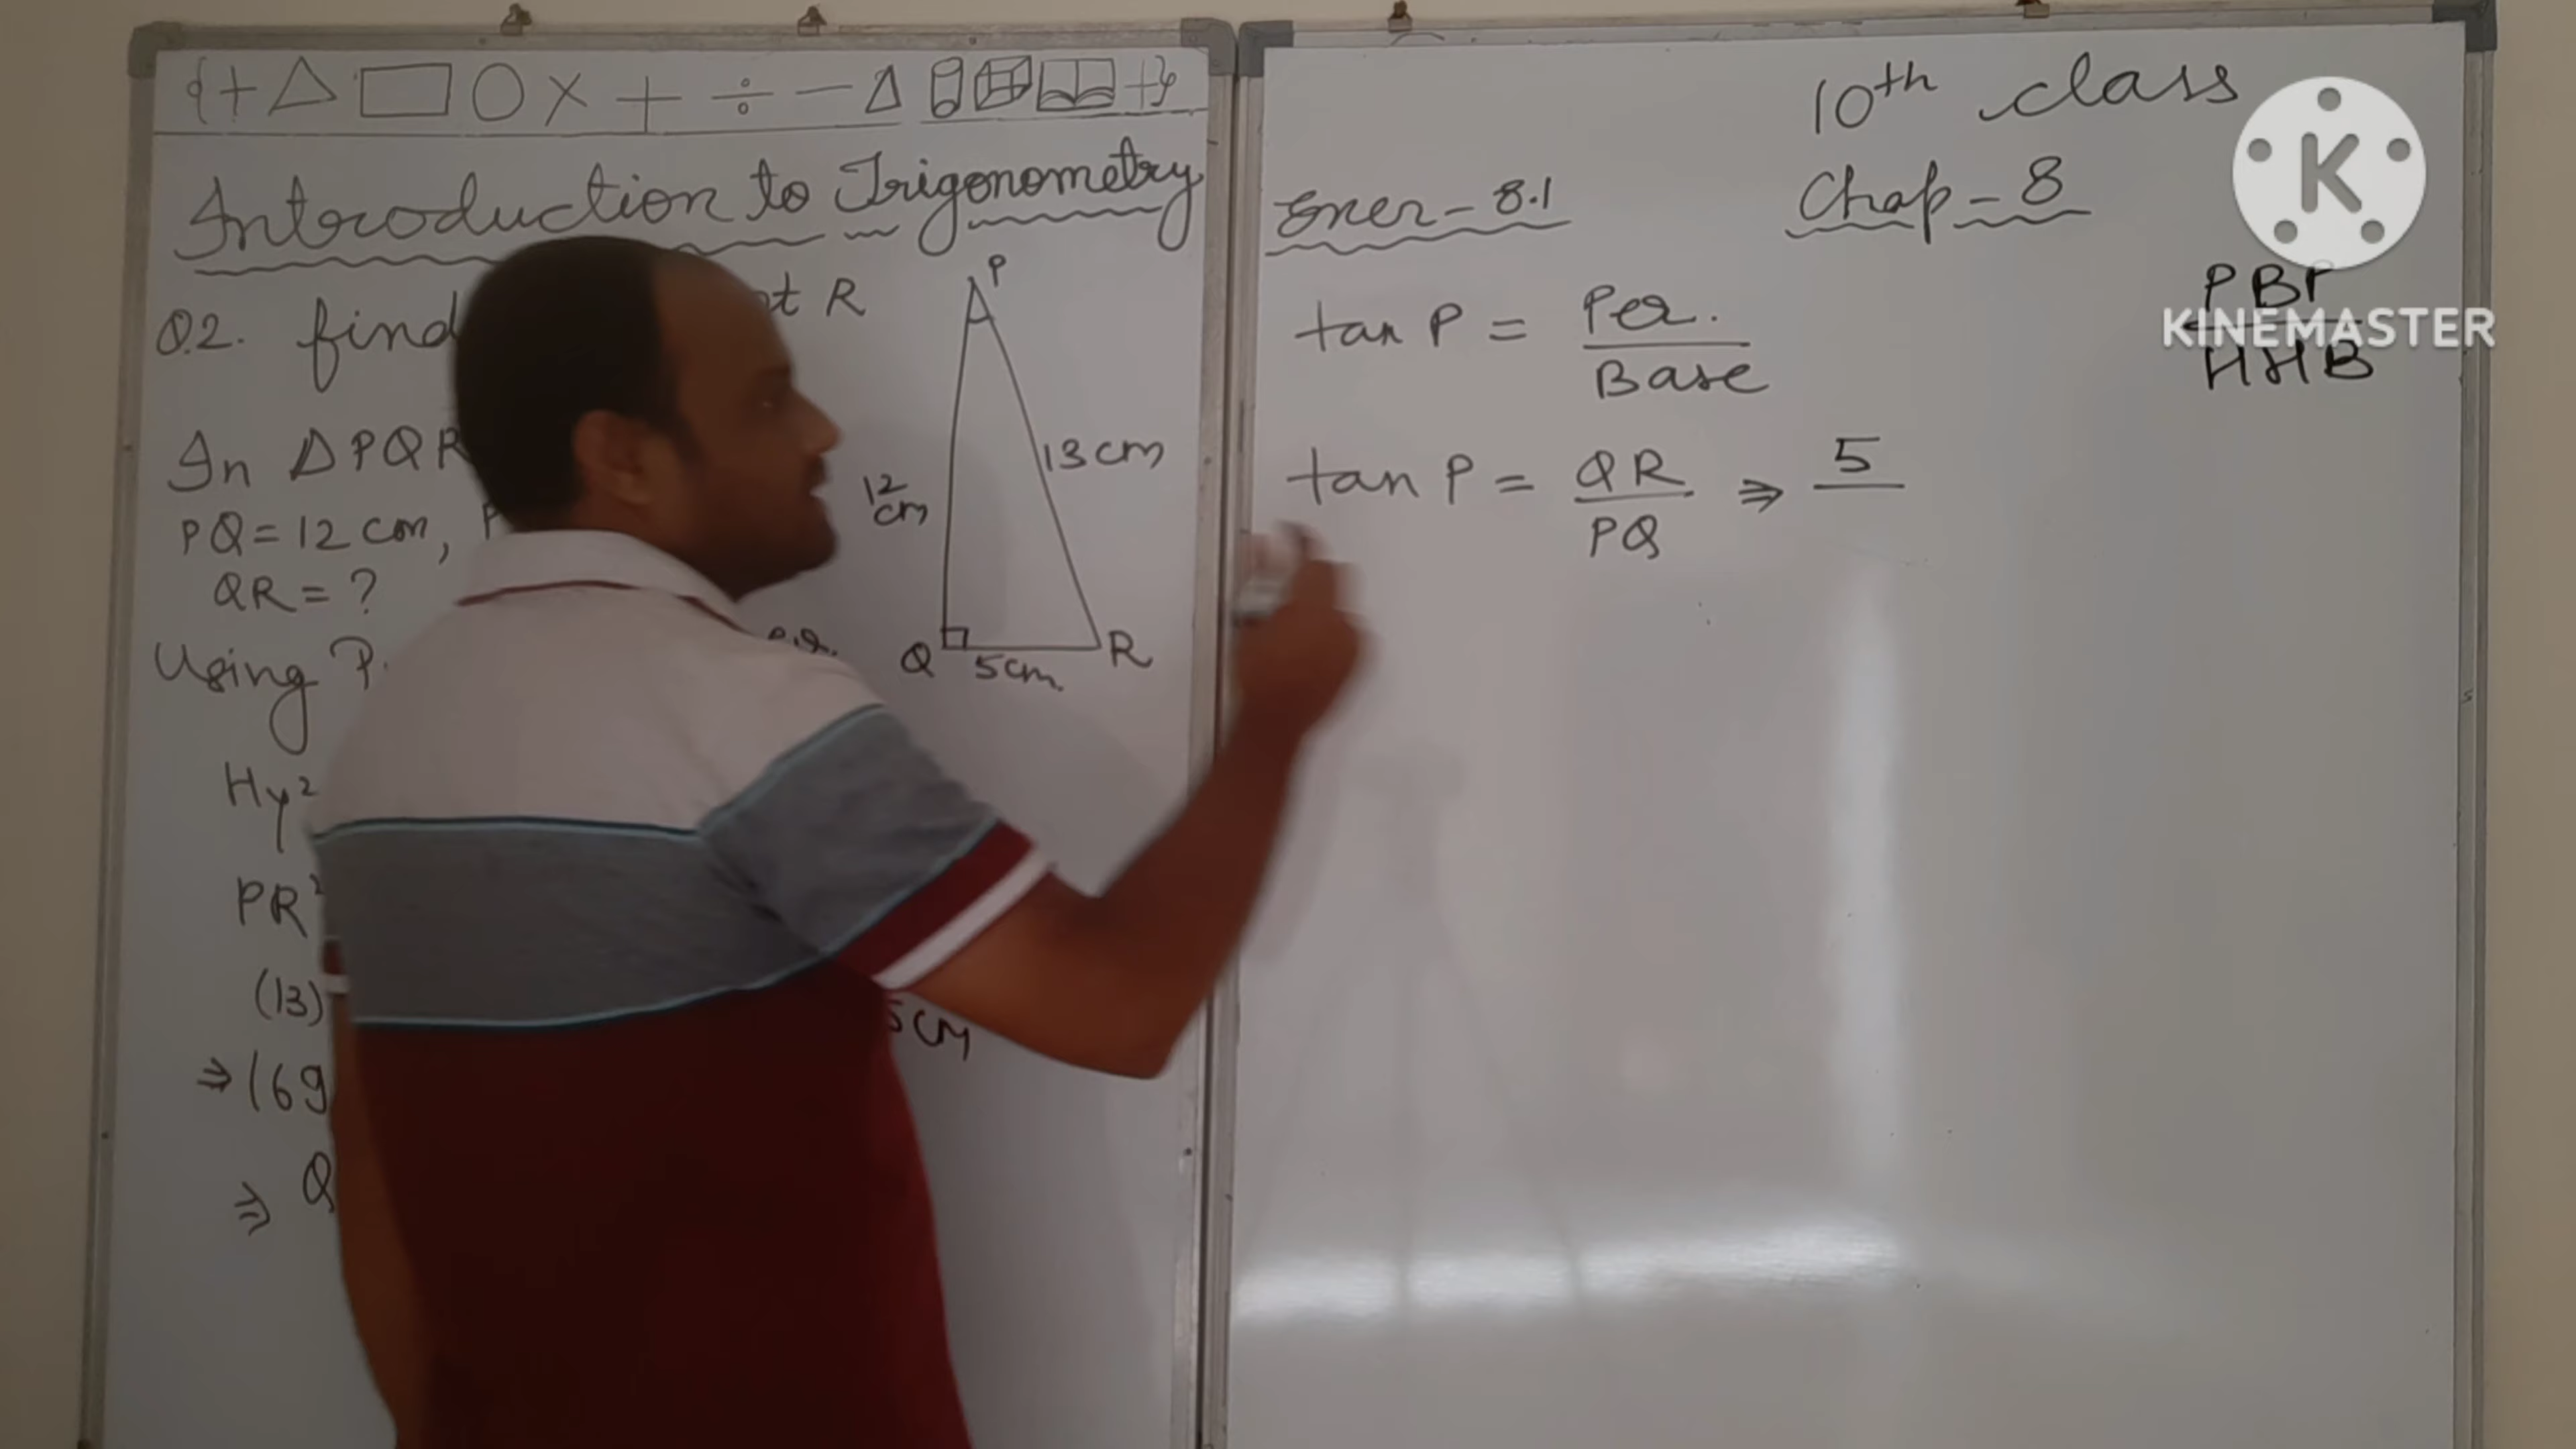 Introduction to Trigonometry
Q.2. find
ot R
In Δ PQR
PQ = 12 cm, P
QR = ?
Using P.
Hy²
PR²
(13)
⇒ 169
⇒ Q
5 cm
P
12 cm
13 cm
Q 5 cm. R
10th class
Exer - 8.1 Chap - 8
tan P = Per. / Base
tan P = QR / PQ ⇒ 5
HHB
K
KINEMASTER